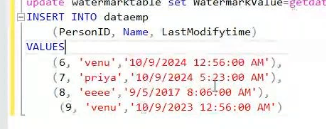 update watermarktable set WatermarkValue=getdat
INSERT INTO dataemp
(PersonID, Name, LastModifytime)
VALUES
(6, 'venu','10/9/2024 12:56:00 AM'),
(7, 'priya','10/9/2024 5:23:00 AM'),
(8, 'eeee','9/5/2017 8:06:00 AM'),
(9, 'venu','10/9/2023 12:56:00 AM')